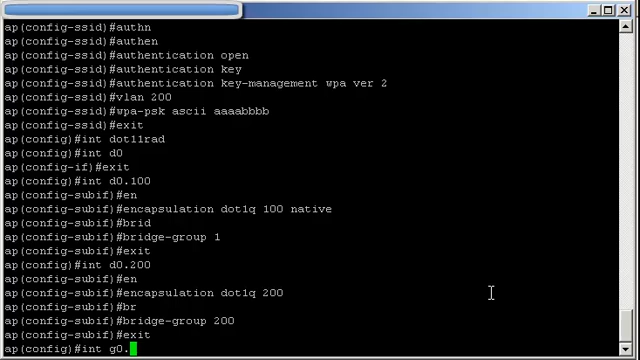 ap(config-ssid)#authn
ap(config-ssid)#authen
ap(config-ssid)#authentication open
ap(config-ssid)#authentication key
ap(config-ssid)#authentication key-management wpa ver 2
ap(config-ssid)#vlan 200
ap(config-ssid)#wpa-psk ascii aaaabbbb
ap(config-ssid)#exit
ap(config)#int dot11rad
ap(config)#int d0
ap(config-if)#exit
ap(config)#int d0.100
ap(config-subif)#en
ap(config-subif)#encapsulation dot1q 100 native
ap(config-subif)#brid
ap(config-subif)#bridge-group 1
ap(config-subif)#exit
ap(config)#int d0.200
ap(config-subif)#en
ap(config-subif)#encapsulation dot1q 200
ap(config-subif)#br
ap(config-subif)#bridge-group 200
ap(config-subif)#exit
ap(config)#int g0.